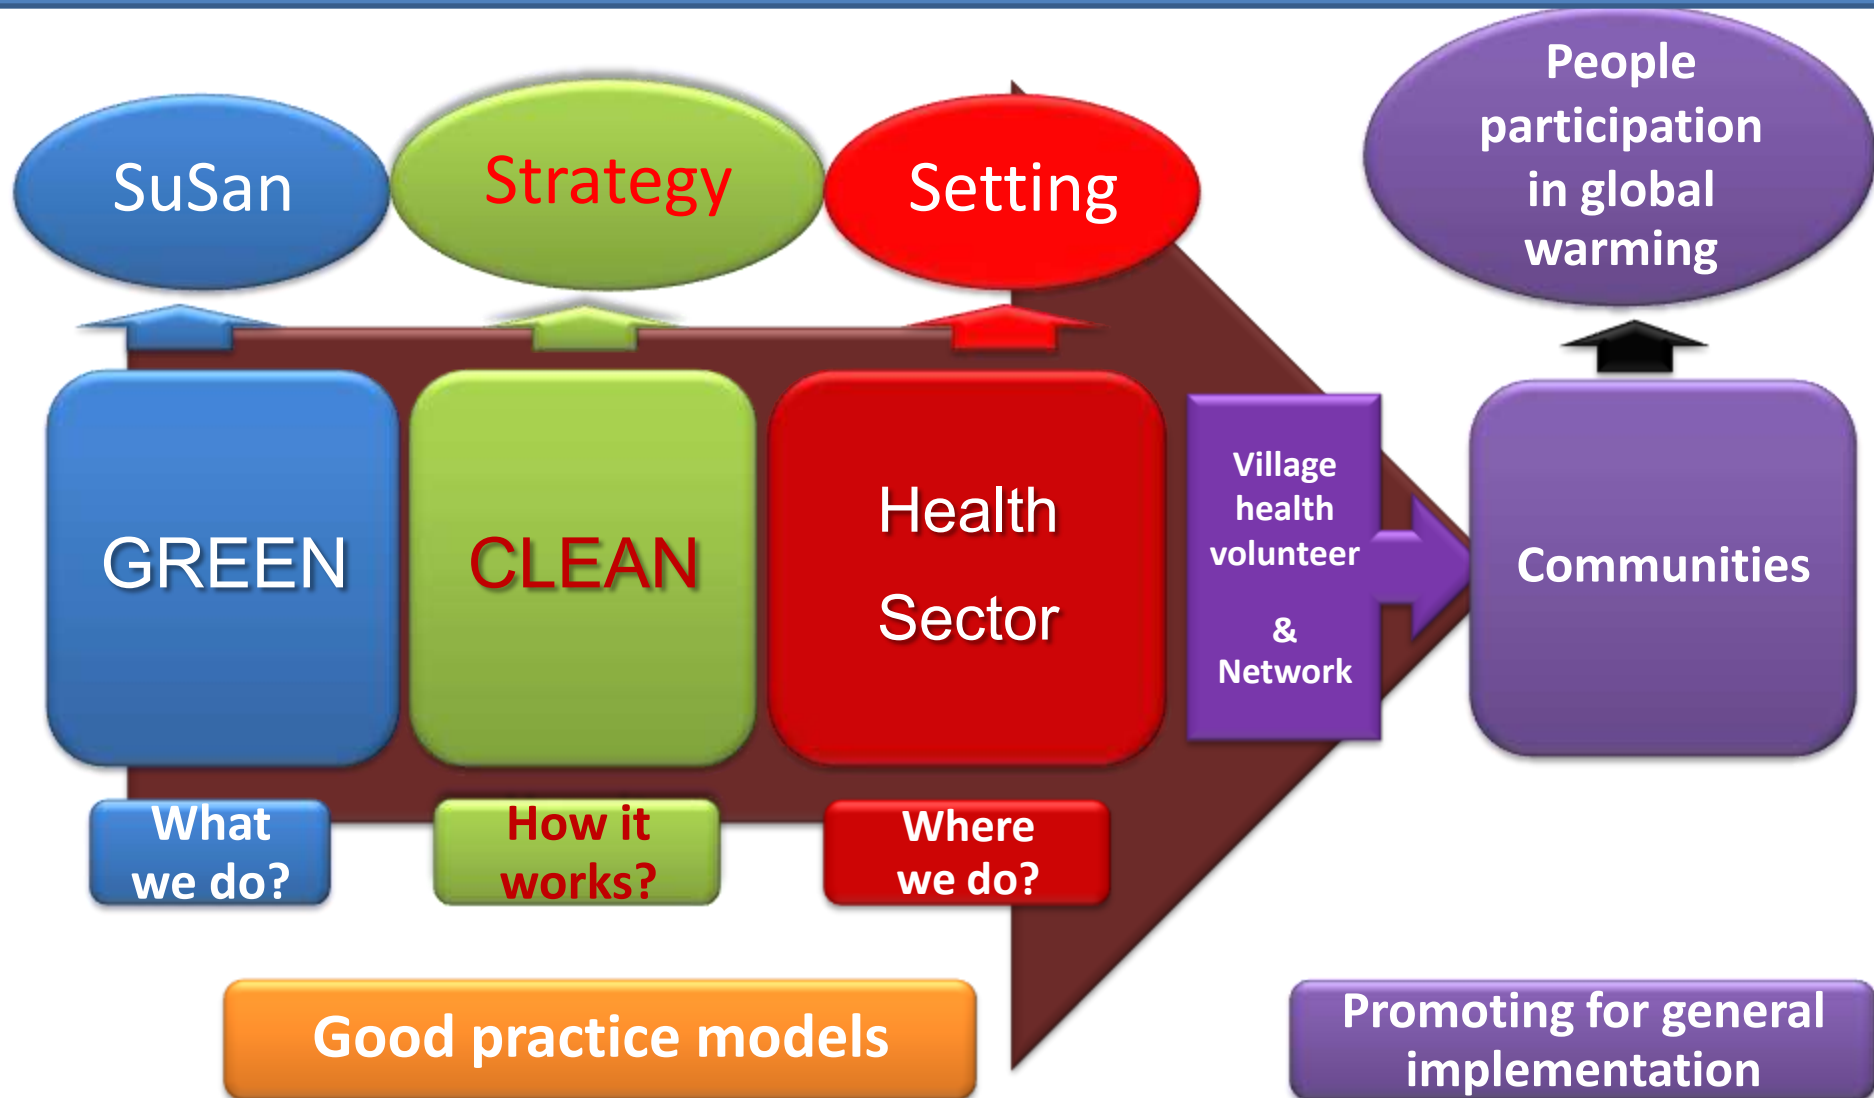 SuSan
Strategy
Setting
People
participation
in global
warming
GREEN
CLEAN
Health
Sector
Village
health
volunteer
&
Network
Communities
What
we do?
How it
works?
Where
we do?
Good practice models
Promoting for general
implementation